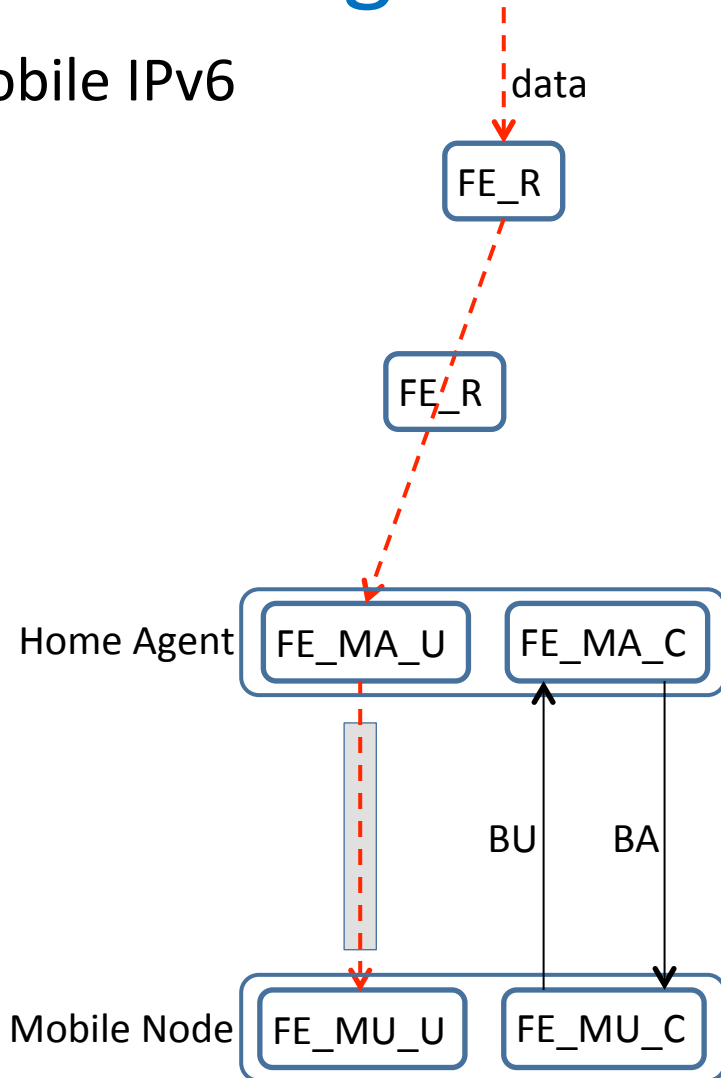 obile IPv6
data
FE_R
FE_R
Home Agent
FE_MA_U
FE_MA_C
BU
BA
Mobile Node
FE_MU_U
FE_MU_C